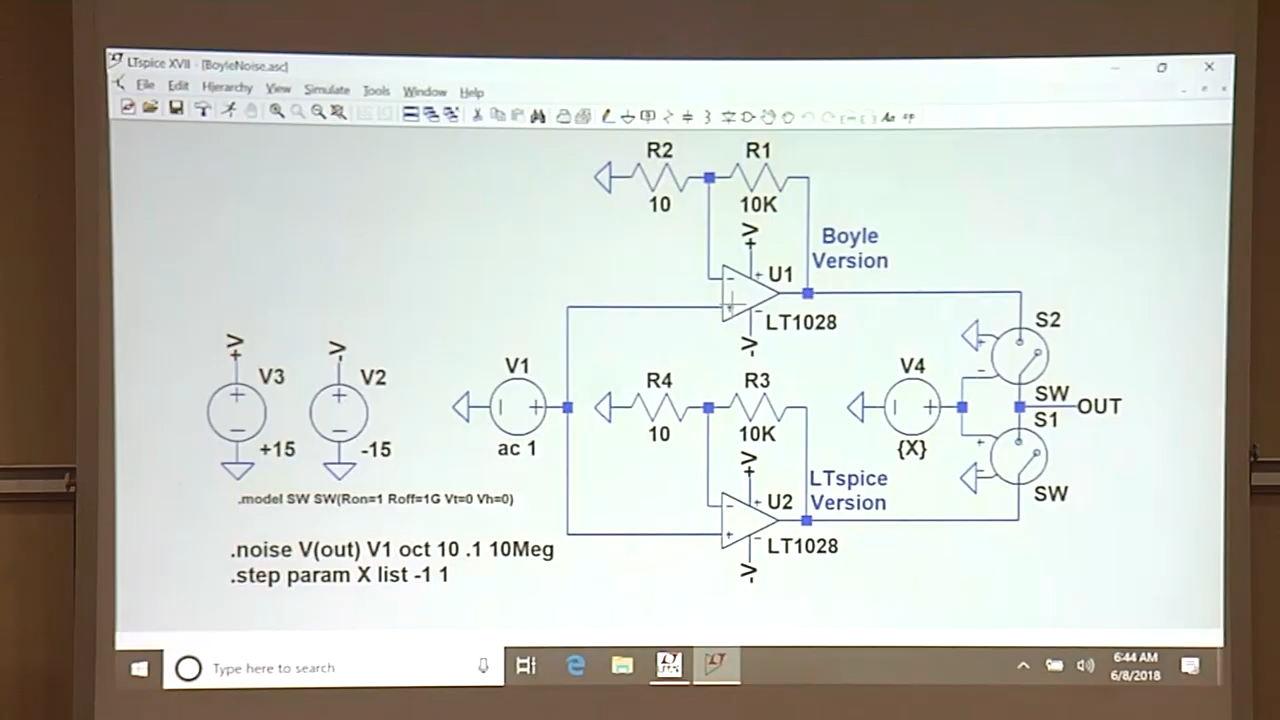 LTspice XVII - [BoyleNoise.asc]
File Edit Hierarchy View Simulate Tools Window Help
R2 R1
10 10K
V+
Boyle
Version
U1
LT1028
V-
S2
SW
V+
V3
+15
V-
V2
-15
V1
ac 1
R4 R3
10 10K
V+
LTspice
Version
U2
LT1028
V-
V4
{X}
OUT
S1
SW
.model SW SW(Ron=1 Roff=1G Vt=0 Vh=0)
.noise V(out) V1 oct 10 .1 10Meg
.step param X list -1 1
Type here to search
6:44 AM
6/8/2018